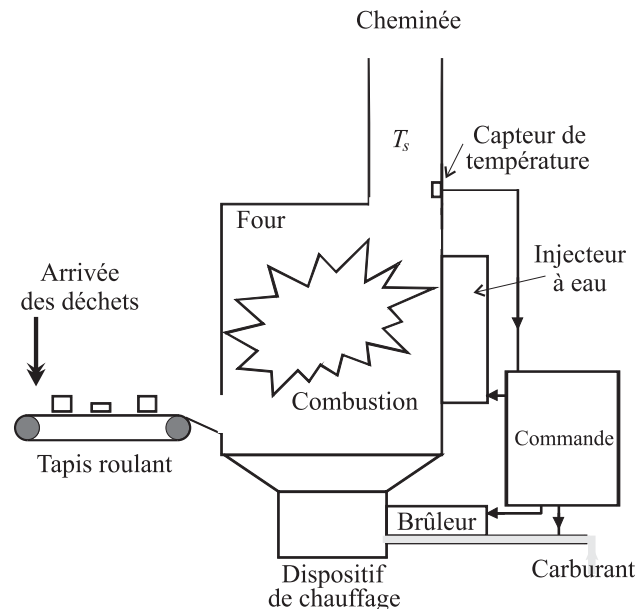 Cheminée
Ts
Capteur de
température
Four
Injecteur
à eau
Arrivée
des déchets
Combustion
Commande
Tapis roulant
Brûleur
Carburant
Dispositif
de chauffage